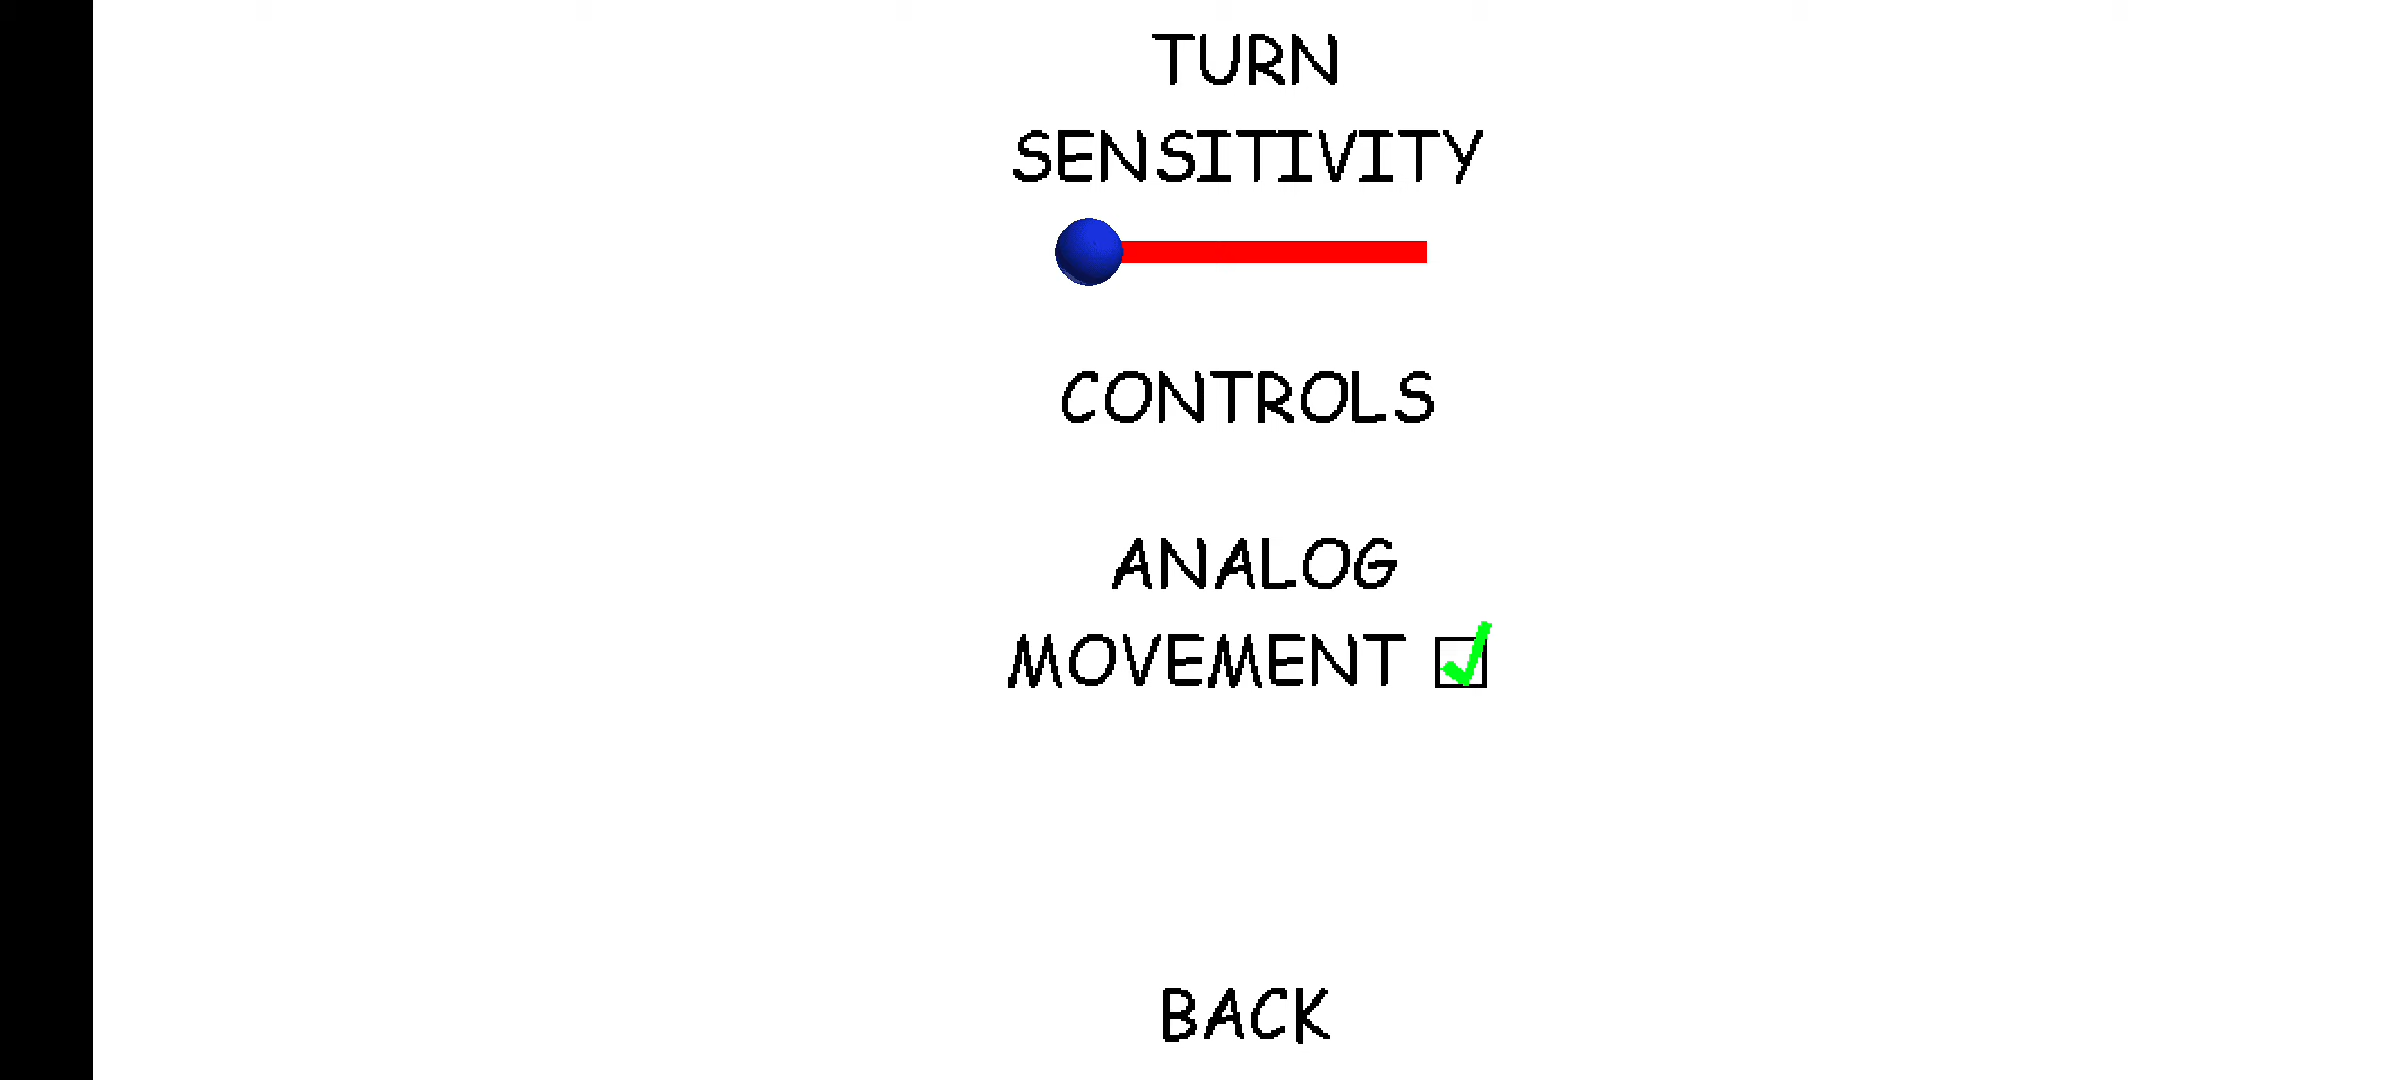 TURN
SENSITIVITY
CONTROLS
ANALOG
MOVEMENT
BACK